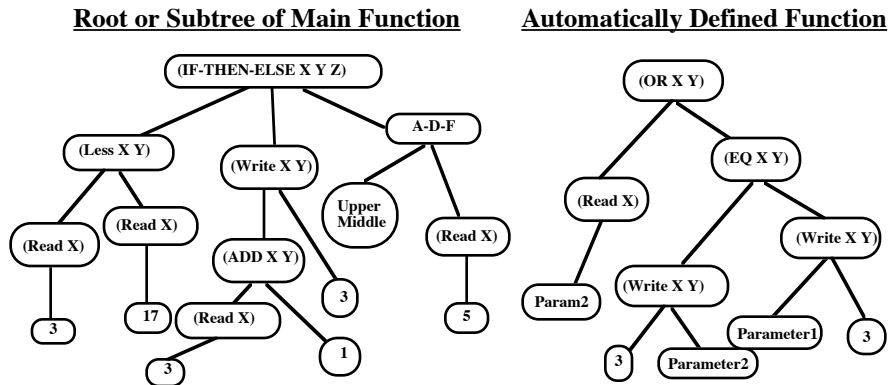 Root or Subtree of Main Function
Automatically Defined Function
(IF-THEN-ELSE X Y Z)
(Less X Y)
(Write X Y)
A-D-F
(Read X)
(Read X)
Upper
Middle
(Read X)
(ADD X Y)
3
17
(Read X)
3
5
3
1
(OR X Y)
(EQ X Y)
(Read X)
(Write X Y)
Param2
(Write X Y)
Parameter1
3
3
Parameter2